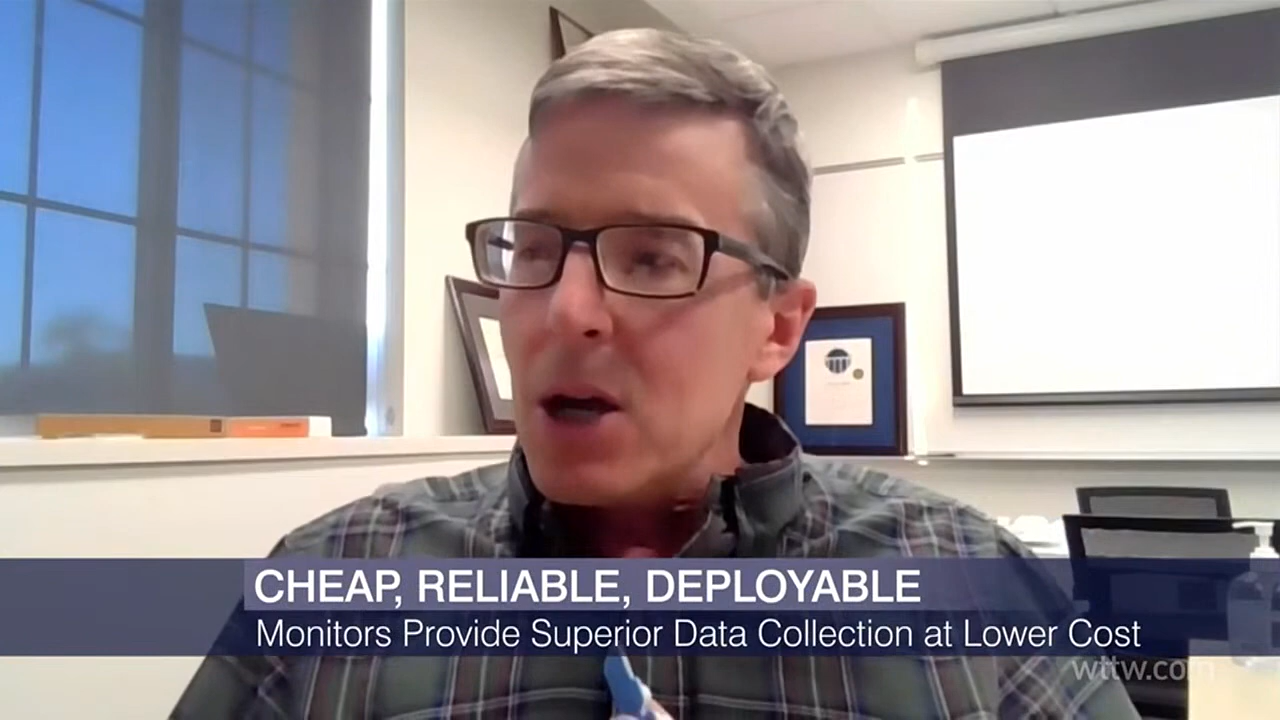 CHEAP, RELIABLE, DEPLOYABLE
Monitors Provide Superior Data Collection at Lower Cost
wttw.com